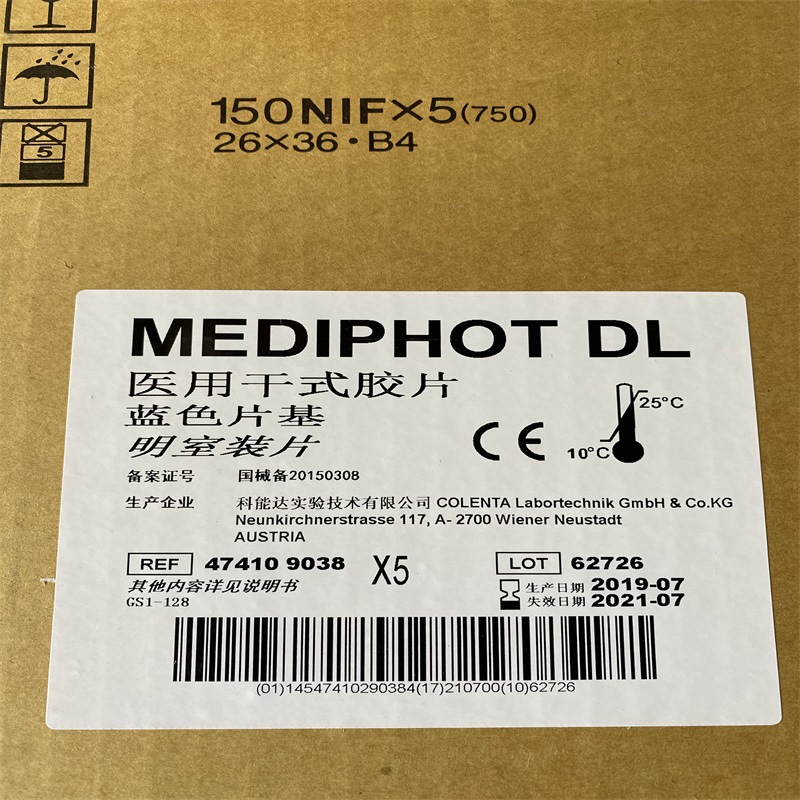 5
150NIF×5(750)
26×36・B4
MEDIPHOT DL
医用干式胶片
蓝色片基
明室装片
25°C
10°C
CE
备案证号 国械备20150308
生产企业 科能达实验技术有限公司 COLENTA Labortechnik GmbH & Co.KG
Neunkirchnerstrasse 117, A- 2700 Wiener Neustadt
AUSTRIA
REF 47410 9038 X5 LOT 62726
其他内容详见说明书
GS1-128
生产日期 2019-07
失效日期 2021-07
(01)14547410290384(17)210700(10)62726